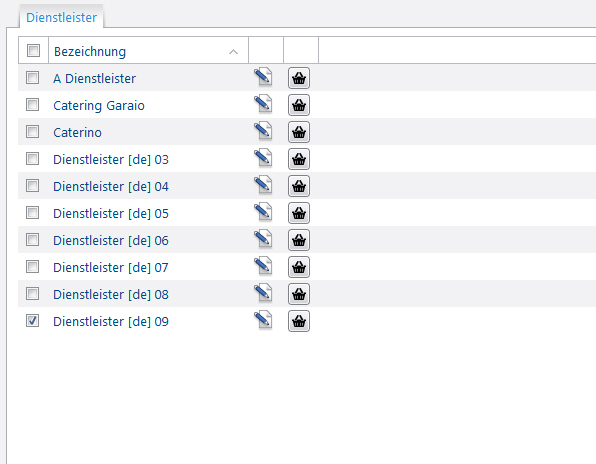 Dienstleister
Bezeichnung
A Dienstleister
Catering Garaio
Caterino
Dienstleister [de] 03
Dienstleister [de] 04
Dienstleister [de] 05
Dienstleister [de] 06
Dienstleister [de] 07
Dienstleister [de] 08
Dienstleister [de] 09